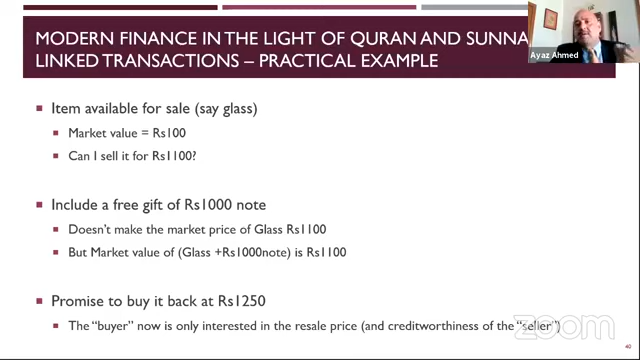 MODERN FINANCE IN THE LIGHT OF QURAN AND SUNNA
LINKED TRANSACTIONS – PRACTICAL EXAMPLE
Ayaz Ahmed
Item available for sale (say glass)
Market value = Rs100
Can I sell it for Rs1100?
Include a free gift of Rs1000 note
Doesn't make the market price of Glass Rs1100
But Market value of (Glass +Rs1000note) is Rs1100
Promise to buy it back at Rs1250
The "buyer" now is only interested in the resale price (and creditworthiness of the "seller")
zoom
40